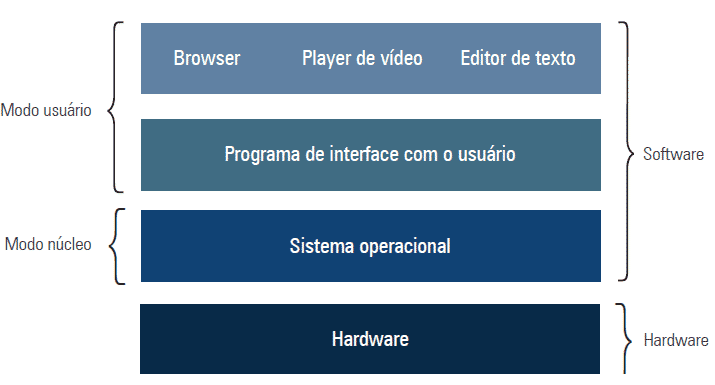 Browser Player de vídeo Editor de texto
Modo usuário
Programa de interface com o usuário
Software
Modo núcleo
Sistema operacional
Hardware
Hardware